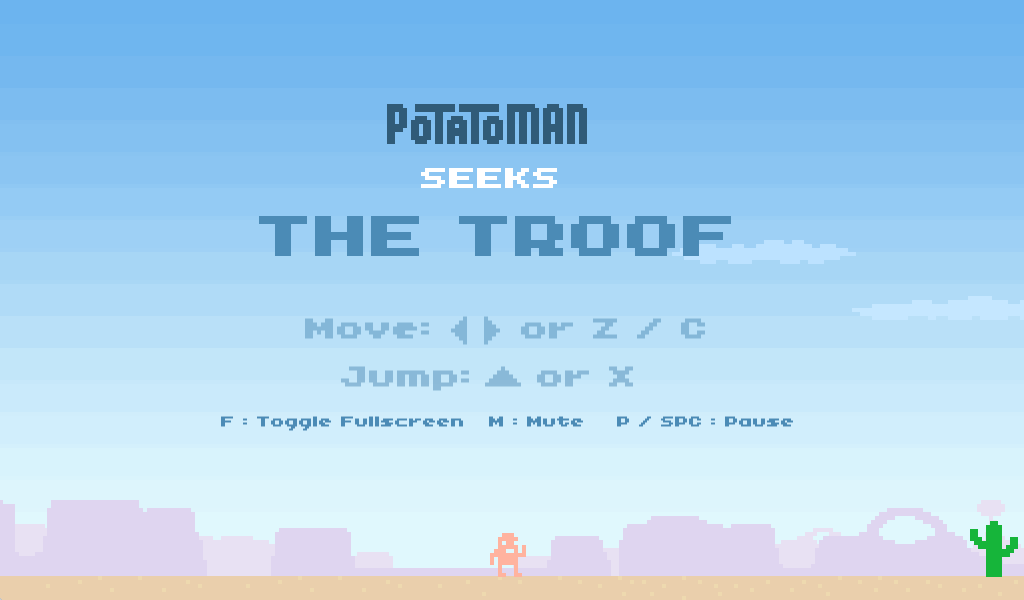 PoTaToMAN
SEEKS
THE TROOF
Move: ◀ ▶ or Z / C
Jump: ▲ or X
F : Toggle Fullscreen M : Mute P / SPC : Pause